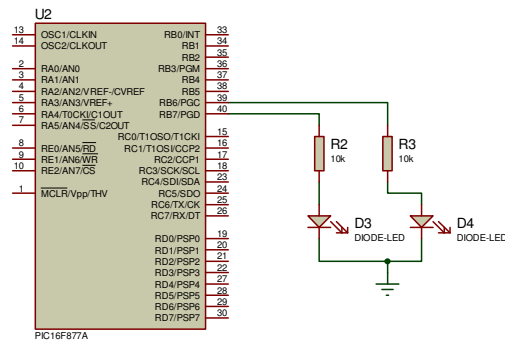 U2
13 OSC1/CLKIN
14 OSC2/CLKOUT
2 RA0/AN0
3 RA1/AN1
4 RA2/AN2/VREF-/CVREF
5 RA3/AN3/VREF+
6 RA4/T0CKI/C1OUT
7 RA5/AN4/SS/C2OUT
8 RE0/AN5/RD
9 RE1/AN6/WR
10 RE2/AN7/CS
1 MCLR/Vpp/THV
RB0/INT 33
RB1 34
RB2 35
RB3/PGM 36
RB4 37
RB5 38
RB6/PGC 39
RB7/PGD 40
RC0/T1OSO/T1CKI 15
RC1/T1OSI/CCP2 16
RC2/CCP1 17
RC3/SCK/SCL 18
RC4/SDI/SDA 23
RC5/SDO 24
RC6/TX/CK 25
RC7/RX/DT 26
RD0/PSP0 19
RD1/PSP1 20
RD2/PSP2 21
RD3/PSP3 22
RD4/PSP4 27
RD5/PSP5 28
RD6/PSP6 29
RD7/PSP7 30
PIC16F877A
R2
10k
R3
10k
D3
DIODE-LED
D4
DIODE-LED